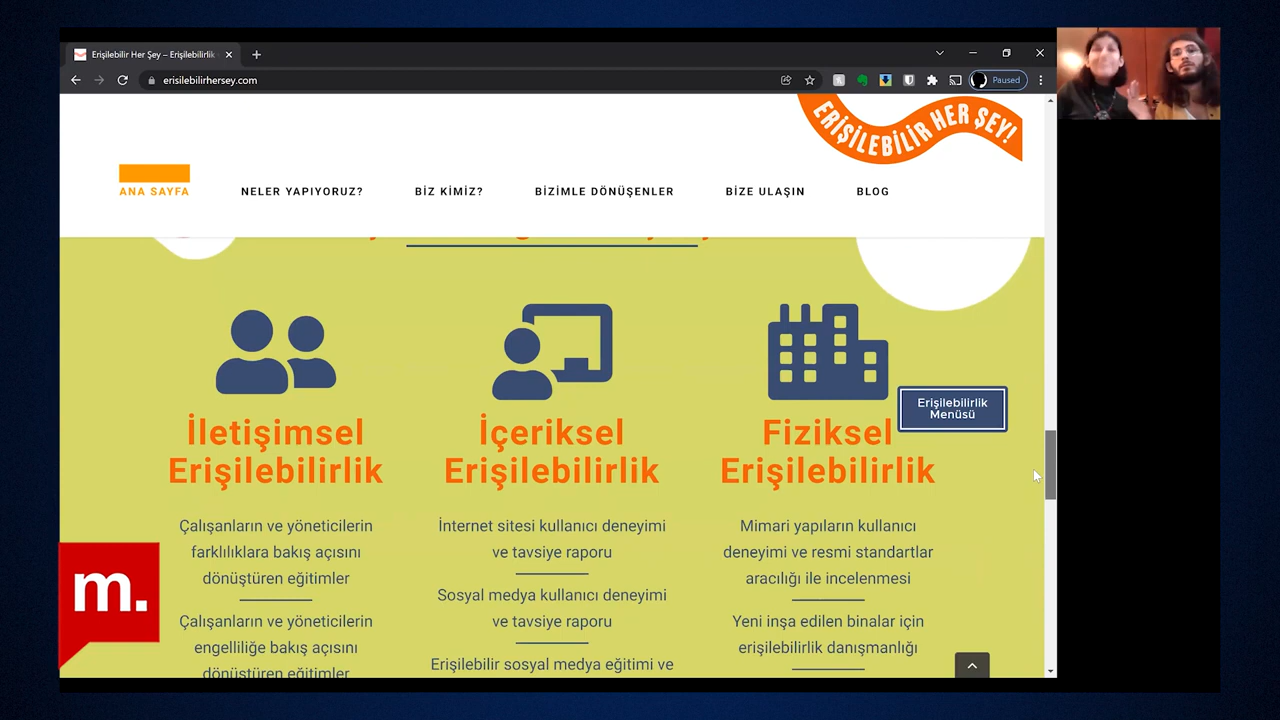 Erişilebilir Her Şey – Erişilebilirlik
erisilebilirhersey.com
Paused
ERİŞİLEBİLİR HER ŞEY!
ANA SAYFA
NELER YAPIYORUZ?
BİZ KİMİZ?
BİZİMLE DÖNÜŞENLER
BİZE ULAŞIN
BLOG
İletişimsel
Erişilebilirlik
Çalışanların ve yöneticilerin
farklılıklara bakış açısını
dönüştüren eğitimler
Çalışanların ve yöneticilerin
engelliliğe bakış açısını
dönüştüren eğitimler
İçeriksel
Erişilebilirlik
İnternet sitesi kullanıcı deneyimi
ve tavsiye raporu
Sosyal medya kullanıcı deneyimi
ve tavsiye raporu
Erişilebilir sosyal medya eğitimi ve
Fiziksel
Erişilebilirlik
Mimari yapıların kullanıcı
deneyimi ve resmi standartlar
aracılığı ile incelenmesi
Yeni inşa edilen binalar için
erişilebilirlik danışmanlığı
Erişilebilirlik
Menüsü
m.